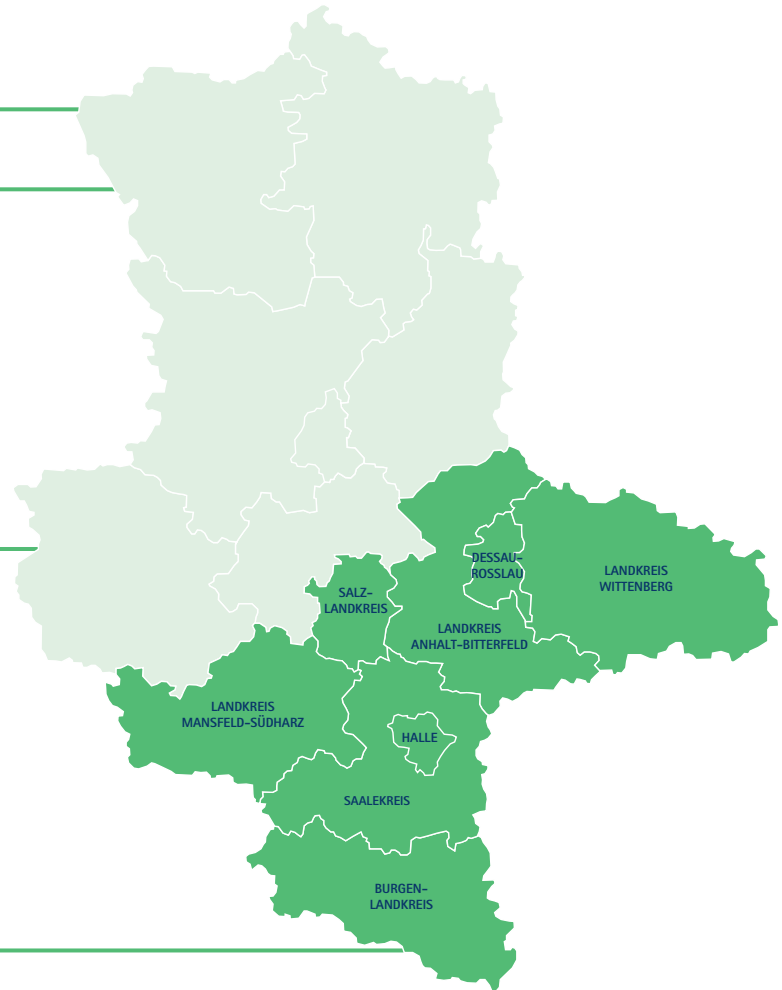 DESSAU-
ROSSLAU
LANDKREIS
WITTENBERG
SALZ-
LANDKREIS
LANDKREIS
ANHALT-BITTERFELD
LANDKREIS
MANSFELD-SÜDHARZ
HALLE
SAALEKREIS
BURGEN-
LANDKREIS